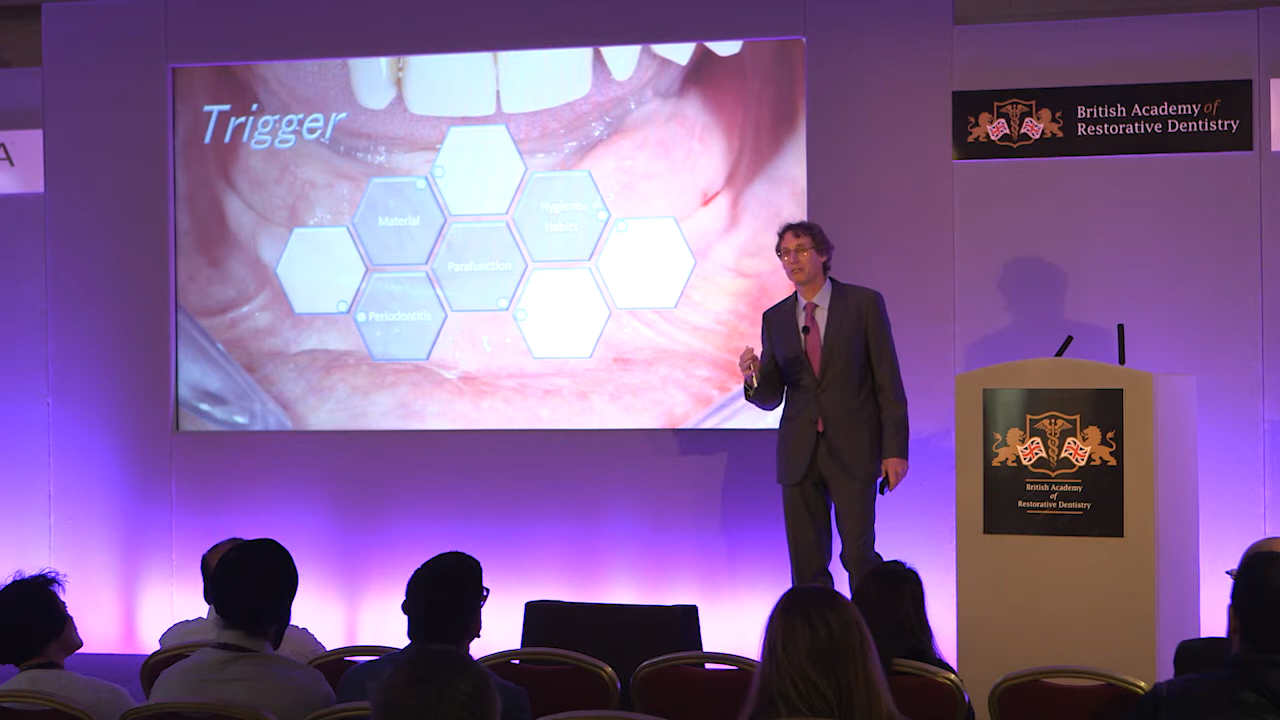 A
Trigger
Material
Hygiene
Habits
Parafunction
Periodontitis
British Academy of
Restorative Dentistry
British Academy
of
Restorative Dentistry